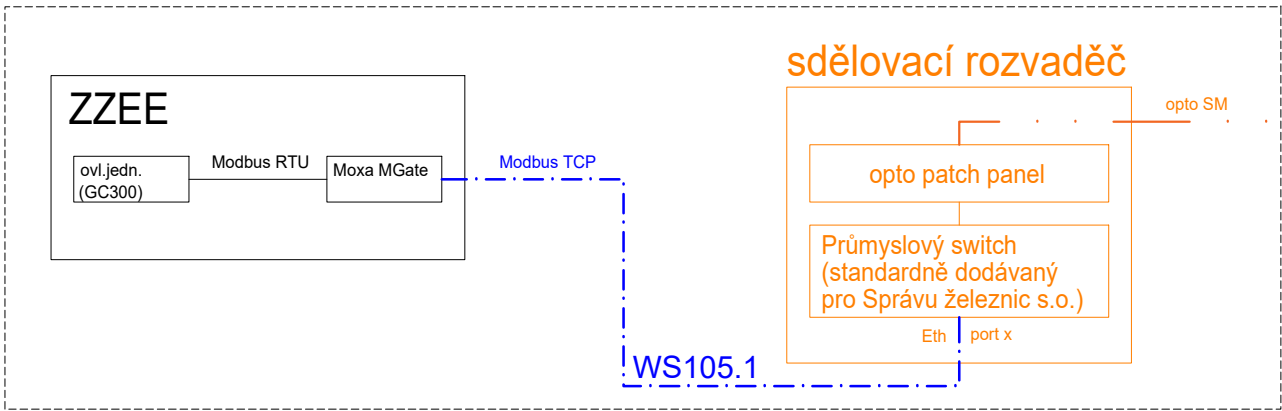 sdělovací rozvaděč
opto SM
ZZEE
ovl.jedn.
(GC300)
Modbus RTU
Moxa MGate
Modbus TCP
opto patch panel
Průmyslový switch
(standardně dodávaný
pro Správu železnic s.o.)
Eth
port x
WS105.1